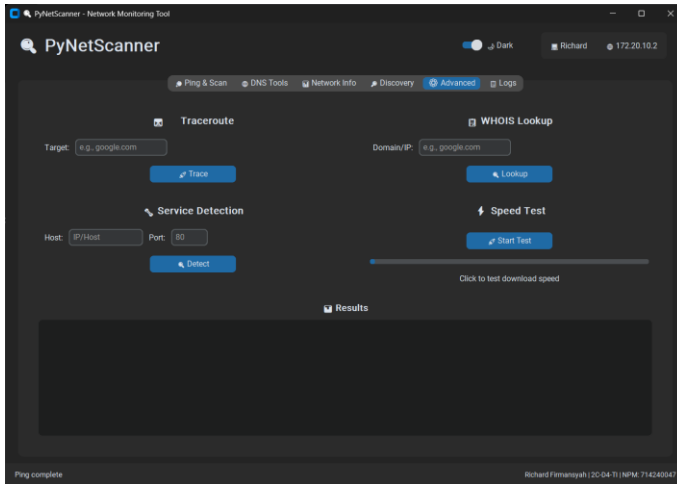 PyNetScanner - Network Monitoring Tool
PyNetScanner
Dark
Richard
172.20.10.2
Ping & Scan DNS Tools Network Info Discovery Advanced Logs
Traceroute
Target: e.g., google.com
Trace
WHOIS Lookup
Domain/IP: e.g., google.com
Lookup
Service Detection
Host: IP/Host Port: 80
Detect
Speed Test
Start Test
Click to test download speed
Results
Ping complete
Richard Firmansyah | 2C-D4-TI | NPM: 714240047